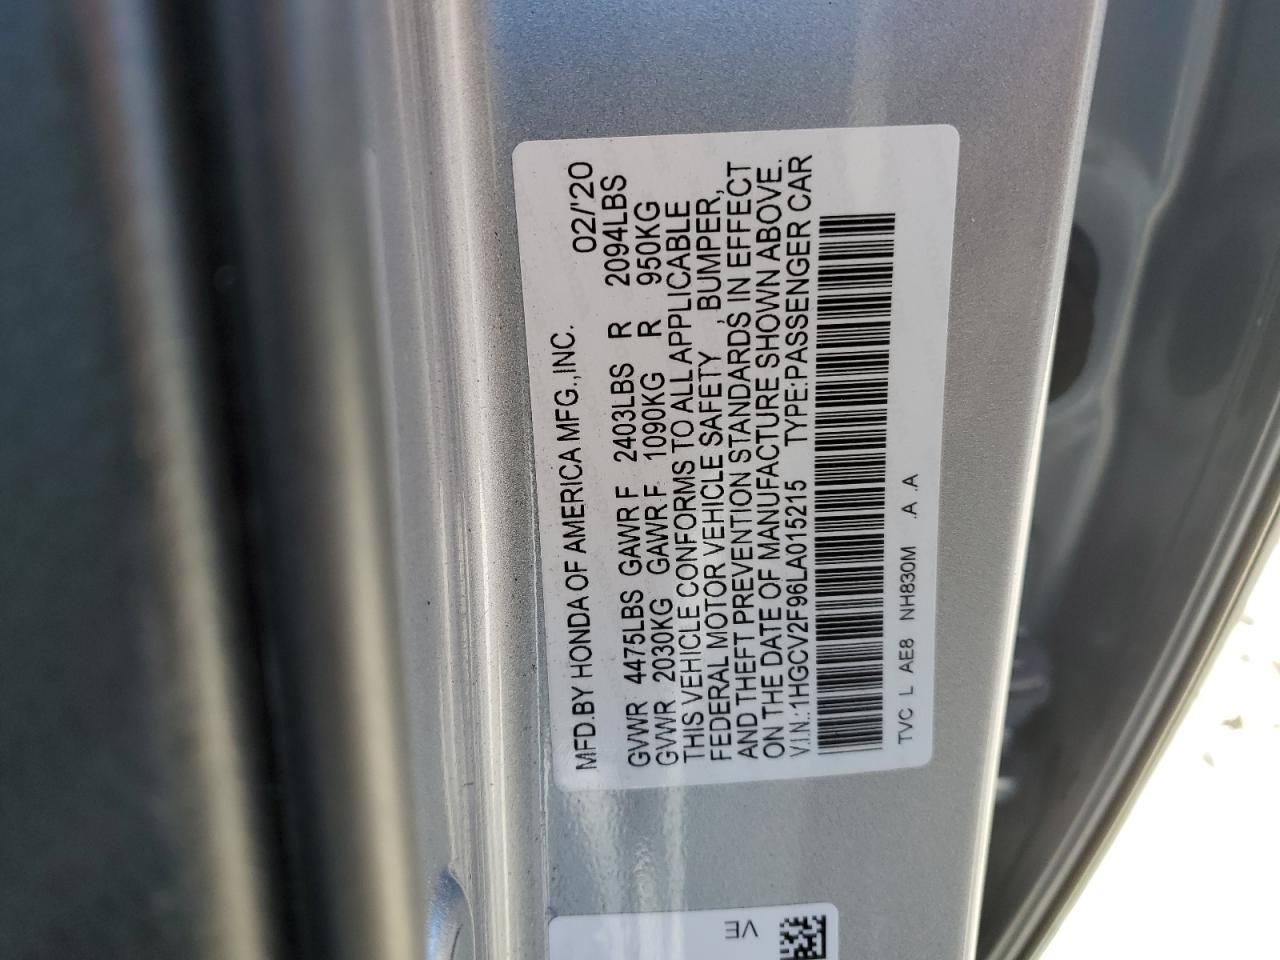 MFD.BY HONDA OF AMERICA MFG.,INC. 02/'20
GVWR 4475LBS GAWR F 2403LBS R 2094LBS
GVWR 2030KG GAWR F 1090KG R 950KG
THIS VEHICLE CONFORMS TO ALL APPLICABLE
FEDERAL MOTOR VEHICLE SAFETY , BUMPER,
AND THEFT PREVENTION STANDARDS IN EFFECT
ON THE DATE OF MANUFACTURE SHOWN ABOVE.
V.I.N.:1HGCV2F96LA015215 TYPE:PASSENGER CAR
TVC L AE8 NH830M .A .A
VE